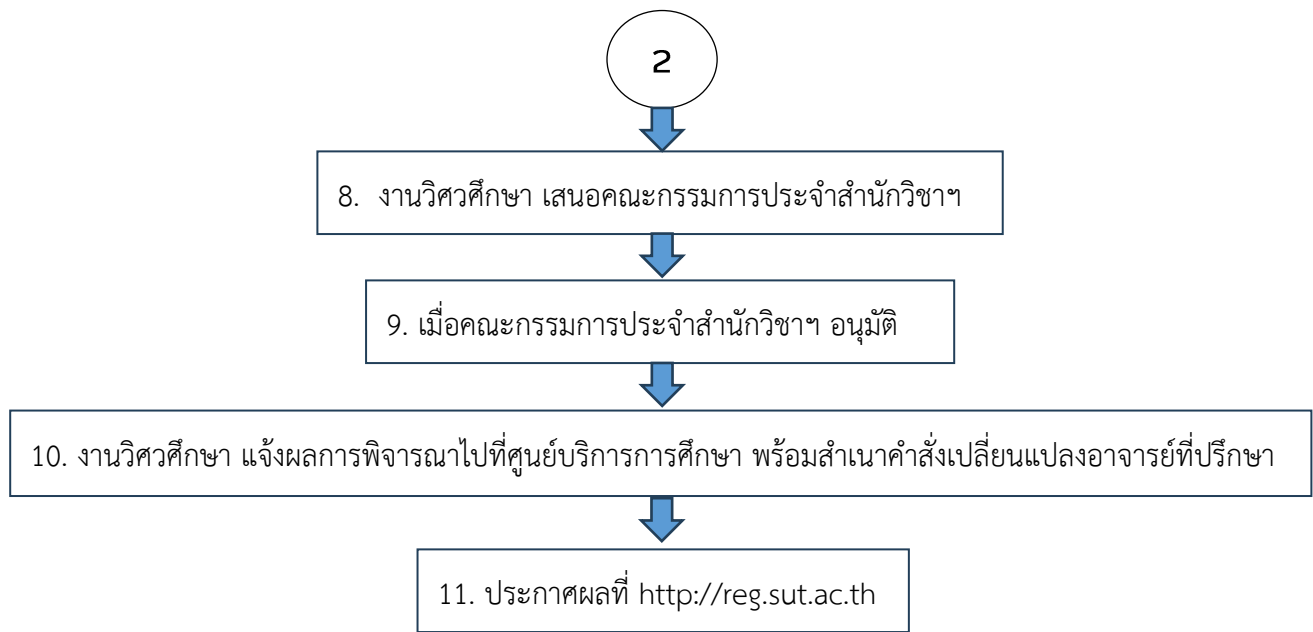 2
8. งานวิศวศึกษา เสนอคณะกรรมการประจำสำนักวิชาฯ
9. เมื่อคณะกรรมการประจำสำนักวิชาฯ อนุมัติ
10. งานวิศวศึกษา แจ้งผลการพิจารณาไปที่ศูนย์บริการการศึกษา พร้อมสำเนาคำสั่งเปลี่ยนแปลงอาจารย์ที่ปรึกษา
11. ประกาศผลที่ http://reg.sut.ac.th